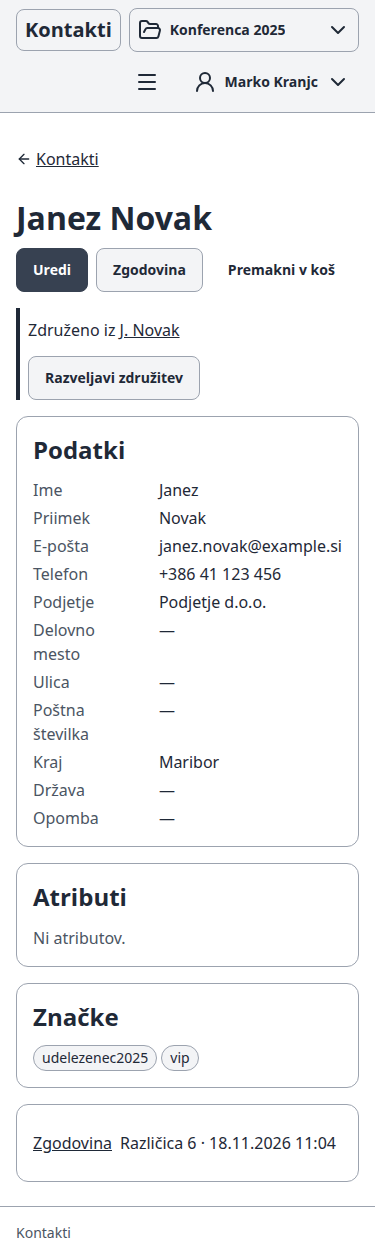 Kontakti
Konferenca 2025
Marko Kranjc
Kontakti
Janez Novak
Uredi
Zgodovina
Premakni v koš
Združeno iz J. Novak
Razveljavi združitev
Podatki
Ime Janez
Priimek Novak
E-pošta janez.novak@example.si
Telefon +386 41 123 456
Podjetje Podjetje d.o.o.
Delovno mesto —
Ulica —
Poštna številka —
Kraj Maribor
Država —
Opomba —
Atributi
Ni atributov.
Značke
udelezenec2025 vip
Zgodovina Različica 6 · 18.11.2026 11:04
Kontakti